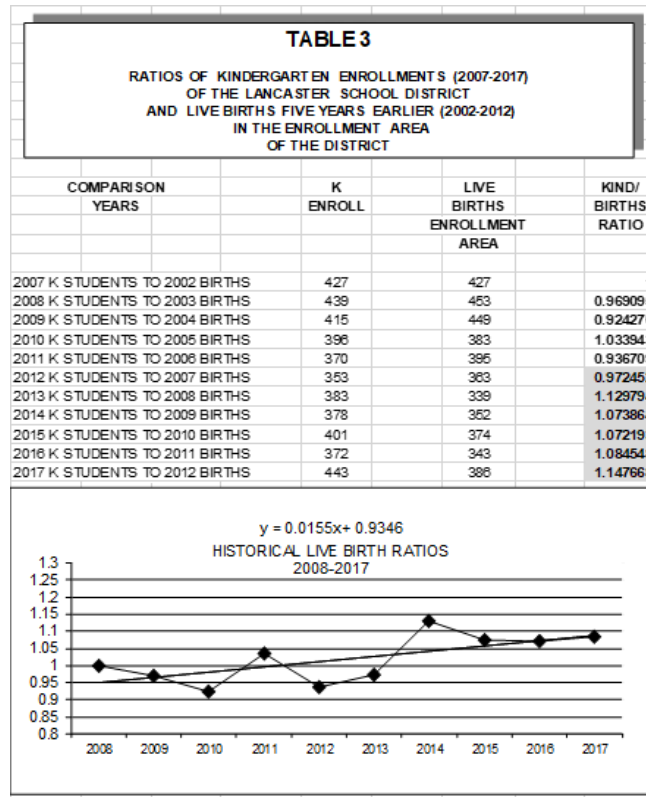 TABLE 3
RATIOS OF KINDERGARTEN ENROLLMENTS (2007-2017)
OF THE LANCASTER SCHOOL DISTRICT
AND LIVE BIRTHS FIVE YEARS EARLIER (2002-2012)
IN THE ENROLLMENT AREA
OF THE DISTRICT
COMPARISON K LIVE KIND/
YEARS ENROLL BIRTHS BIRTHS
ENROLLMENT RATIO
AREA
2007 K STUDENTS TO 2002 BIRTHS 427 427
2008 K STUDENTS TO 2003 BIRTHS 439 453 0.96909
2009 K STUDENTS TO 2004 BIRTHS 415 449 0.92427
2010 K STUDENTS TO 2005 BIRTHS 396 383 1.03394
2011 K STUDENTS TO 2006 BIRTHS 370 395 0.93670
2012 K STUDENTS TO 2007 BIRTHS 353 363 0.97245
2013 K STUDENTS TO 2008 BIRTHS 383 339 1.12979
2014 K STUDENTS TO 2009 BIRTHS 378 352 1.07386
2015 K STUDENTS TO 2010 BIRTHS 401 374 1.07219
2016 K STUDENTS TO 2011 BIRTHS 372 343 1.08454
2017 K STUDENTS TO 2012 BIRTHS 443 386 1.14766
y = 0.0155x+ 0.9346
HISTORICAL LIVE BIRTH RATIOS
2008-2017
1.3
1.25
1.2
1.15
1.1
1.05
1
0.95
0.9
0.85
0.8
2008 2009 2010 2011 2012 2013 2014 2015 2016 2017